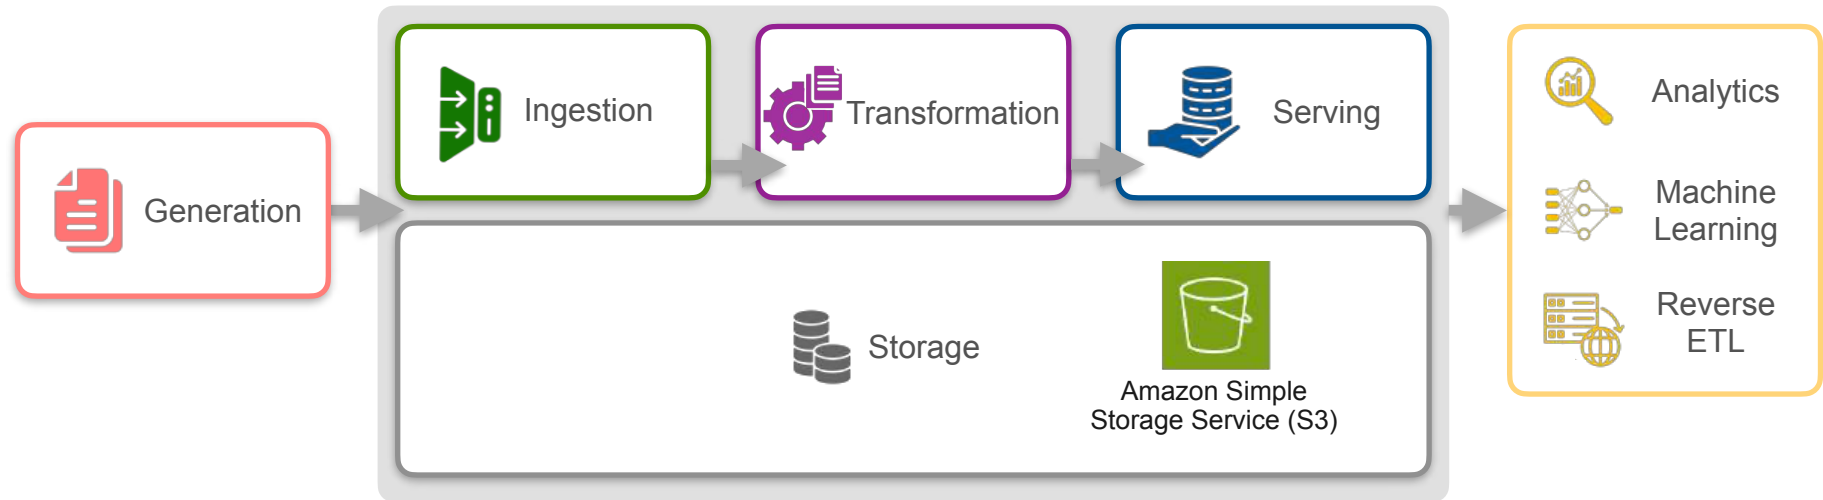 Generation
Ingestion
Transformation
Serving
Storage
Amazon Simple
Storage Service (S3)
Analytics
Machine
Learning
Reverse
ETL